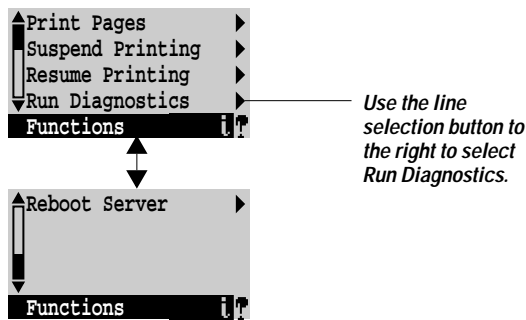 Print Pages
Suspend Printing
Resume Printing
Run Diagnostics
Functions
Use the line
selection button to
the right to select
Run Diagnostics.
Reboot Server
Functions